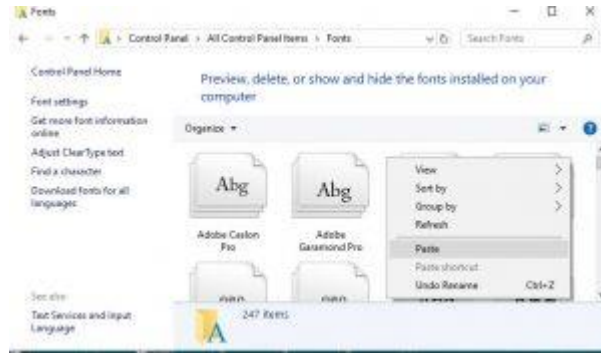 Fonts
Control Panel › All Control Panel Items › Fonts
Search Fonts
Control Panel Home
Font settings
Get more font information
online
Adjust ClearType text
Find a character
Download fonts for all
languages
See also
Text Services and Input
Language
Preview, delete, or show and hide the fonts installed on your
computer
Organize
Abg
Adobe Caslon
Pro
Abg
Adobe
Garamond Pro
View
Sort by
Group by
Refresh
Paste
Paste shortcut
Undo Rename Ctrl+Z
247 items